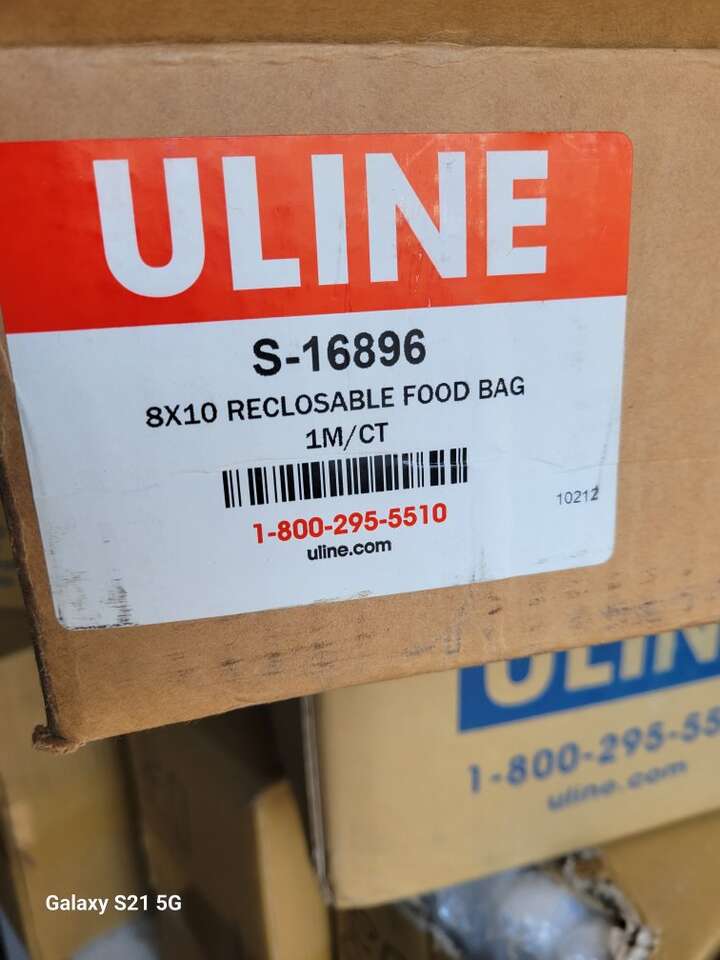 ULINE
S-16896
8X10 RECLOSABLE FOOD BAG
1M/CT
1-800-295-5510
uline.com
10212
ULIN
1-800-295-55
uline.com
Galaxy S21 5G